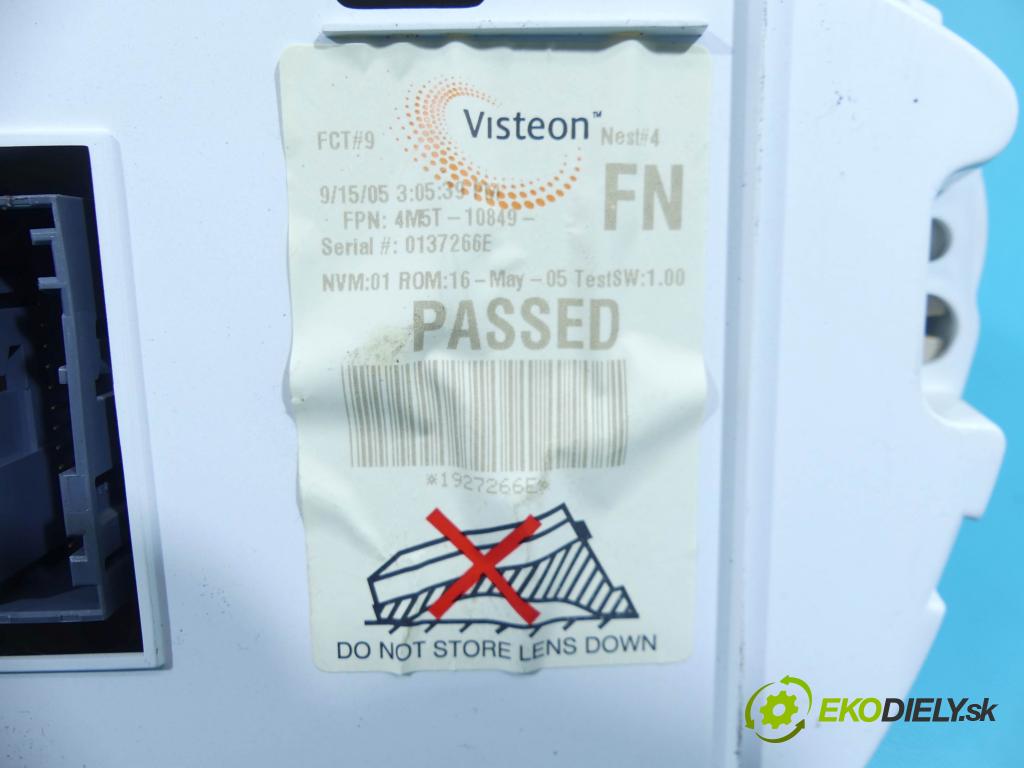 Visteon™
FCT#9 Nest#4
9/15/05 3:05:39 PM
FN
FPN: 4M5T-10849-
Serial #: 0137266E
NVM:01 ROM:16-May-05 TestSW:1.00
PASSED
*1927266E*
DO NOT STORE LENS DOWN
EKODIELY.sk